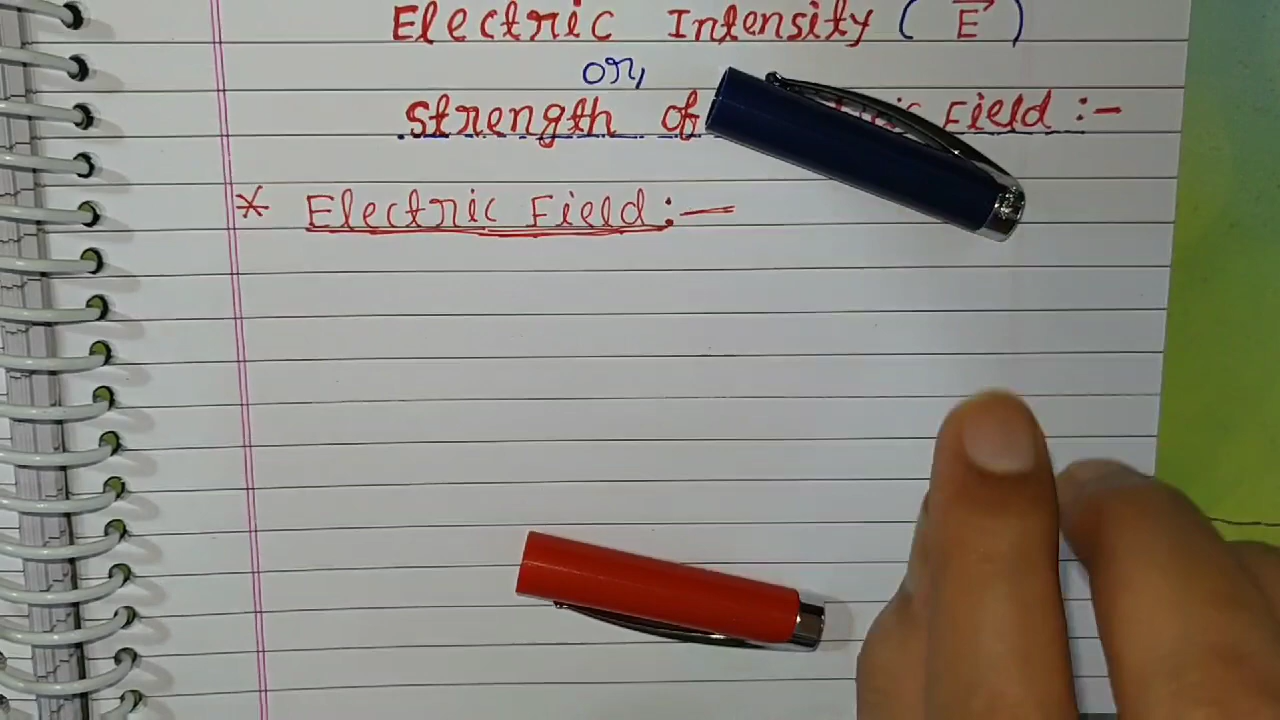 Electric Intensity ( E )
or,
Strength of Field :-
* Electric Field :-